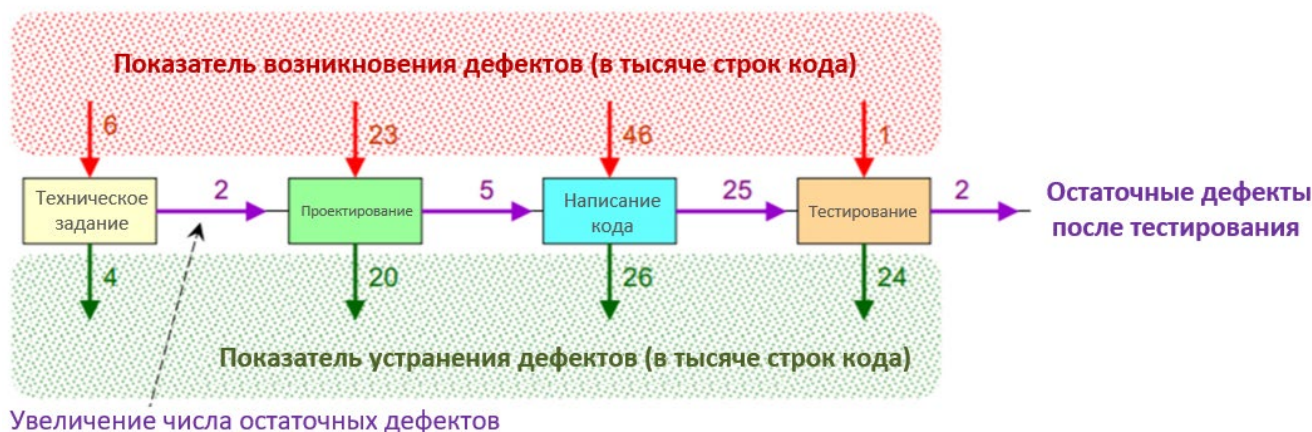 Показатель возникновения дефектов (в тысяче строк кода)
6
23
46
1
Техническое
задание
2
Проектирование
5
Написание
кода
25
Тестирование
2
Остаточные дефекты
после тестирования
4
20
26
24
Показатель устранения дефектов (в тысяче строк кода)
Увеличение числа остаточных дефектов